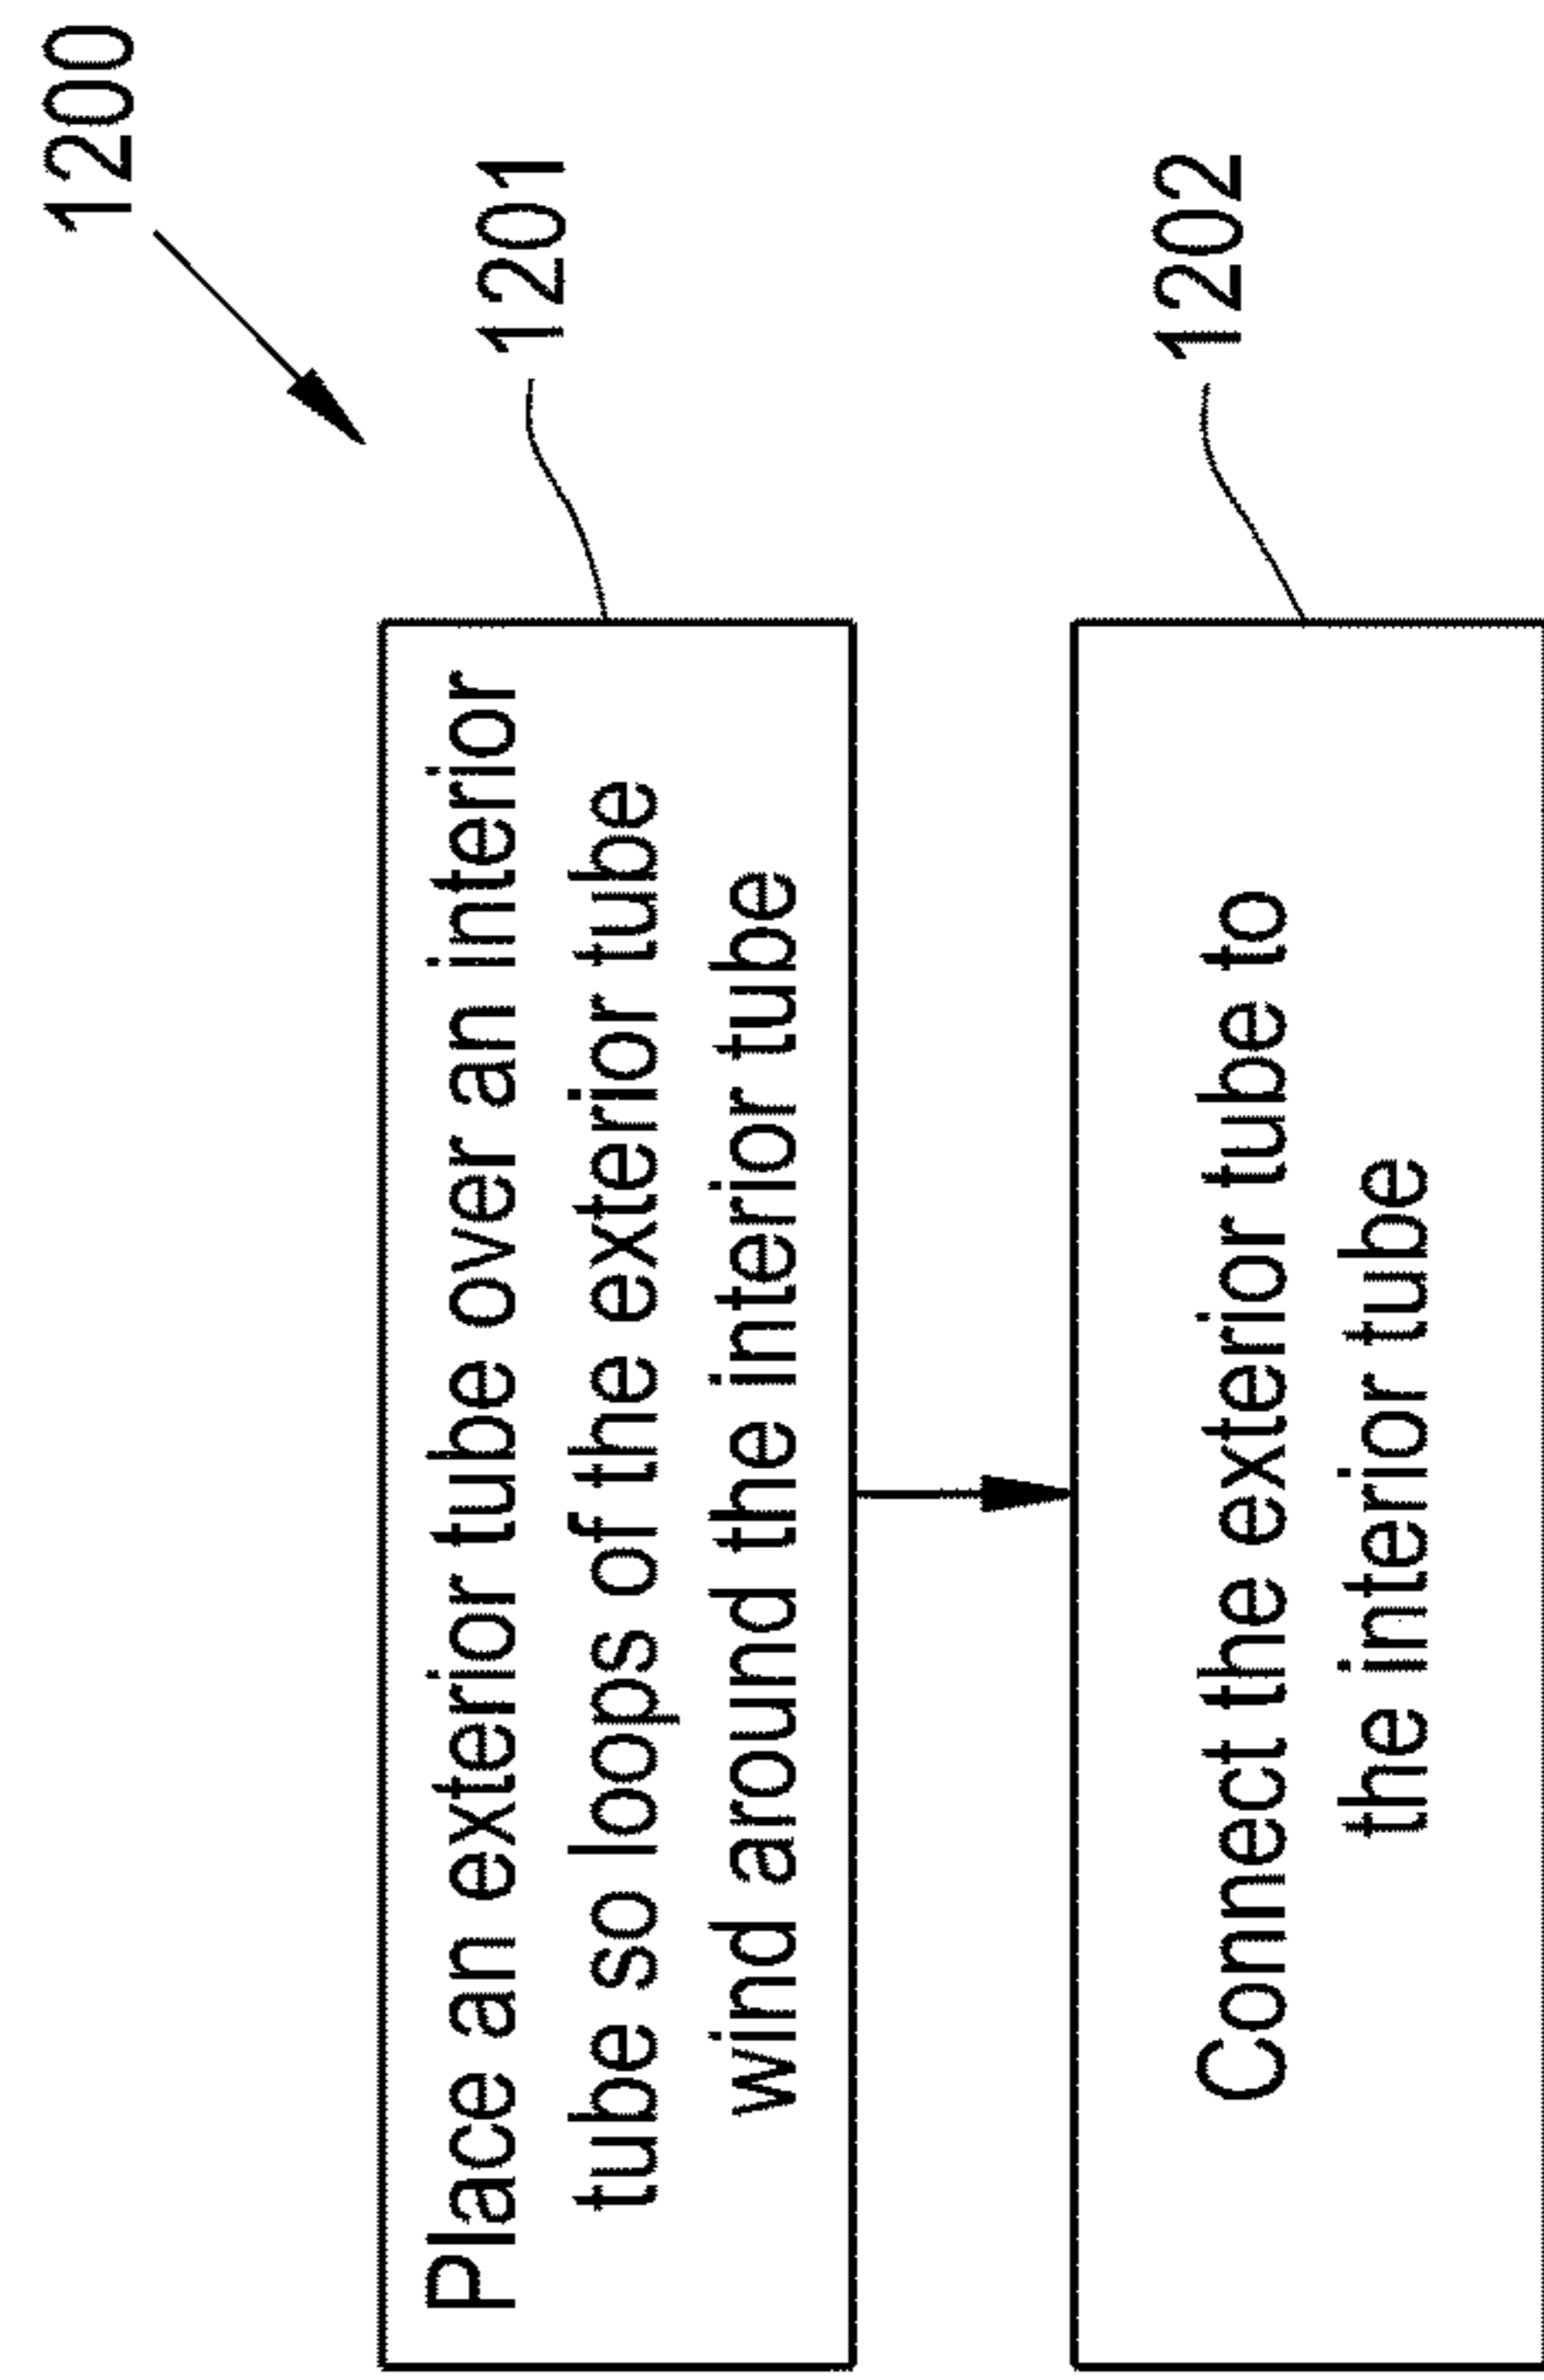 1200
1201
Place an exterior tube over an interior
tube so loops of the exterior tube
wind around the interior tube
1202
Connect the exterior tube to
the interior tube